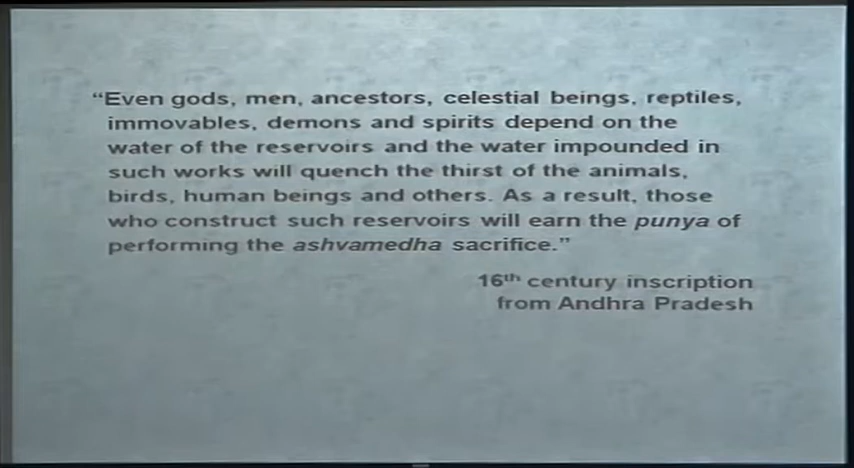 “Even gods, men, ancestors, celestial beings, reptiles,
immovables, demons and spirits depend on the
water of the reservoirs and the water impounded in
such works will quench the thirst of the animals,
birds, human beings and others. As a result, those
who construct such reservoirs will earn the punya of
performing the ashvamedha sacrifice.”
16th century inscription
from Andhra Pradesh